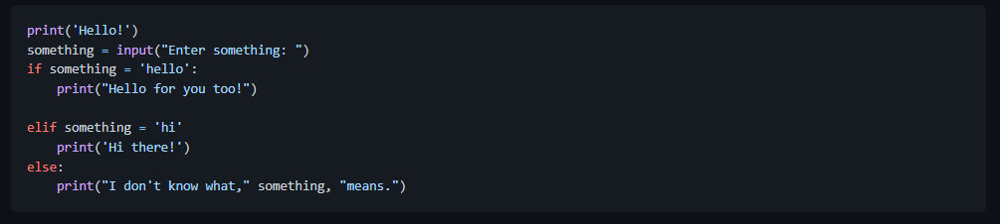 print('Hello!')
something = input("Enter something: ")
if something = 'hello':
    print("Hello for you too!")

elif something = 'hi'
    print('Hi there!')
else:
    print("I don't know what," something, "means.")